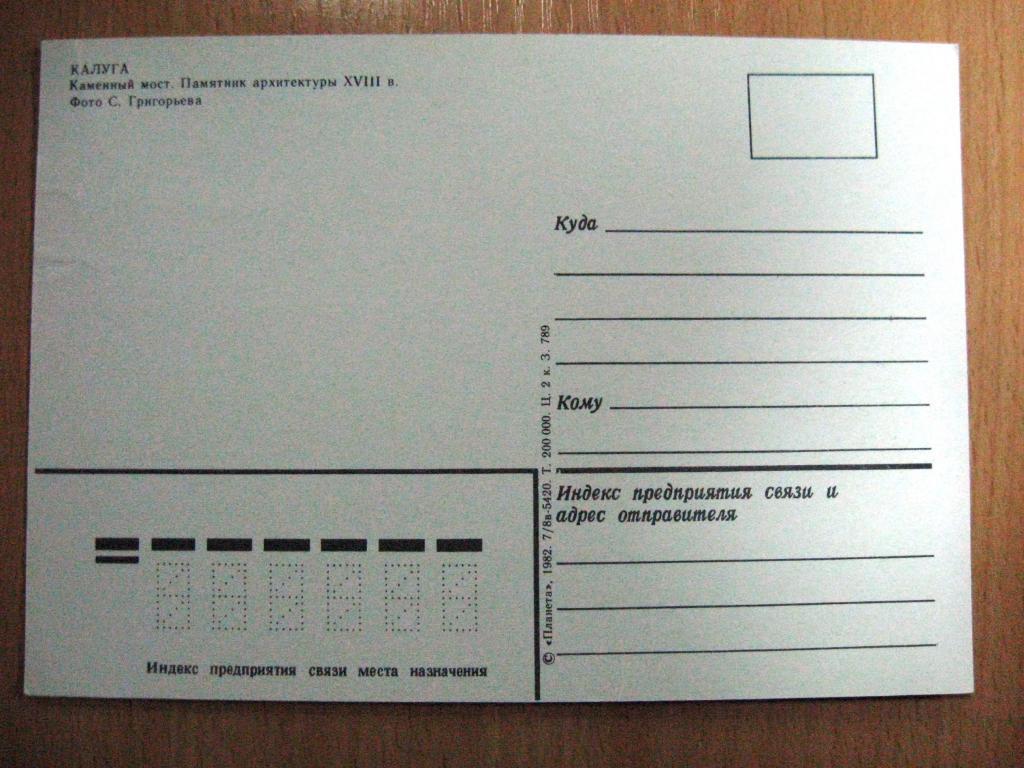 КАЛУГА
Каменный мост. Памятник архитектуры XVIII в.
Фото С. Григорьева
Куда
Кому
Индекс предприятия связи и
адрес отправителя
© «Планета», 1982. 7/8в-5420. Т. 200 000. Ц. 2 к. З. 789
Индекс предприятия связи места назначения